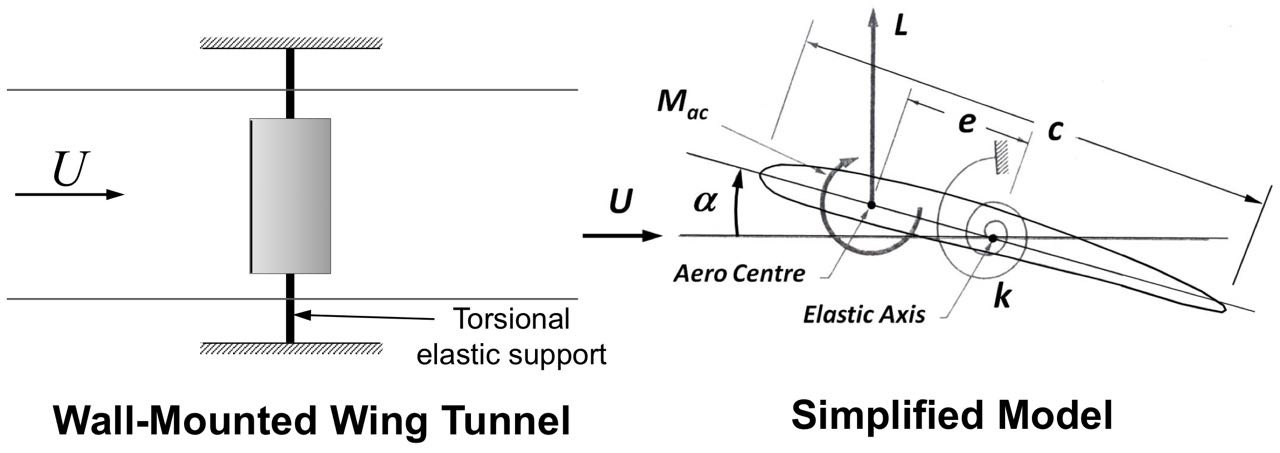 U
Torsional
elastic support
Wall-Mounted Wing Tunnel
L
M_ac
e
c
U
α
Aero Centre
k
Elastic Axis
Simplified Model